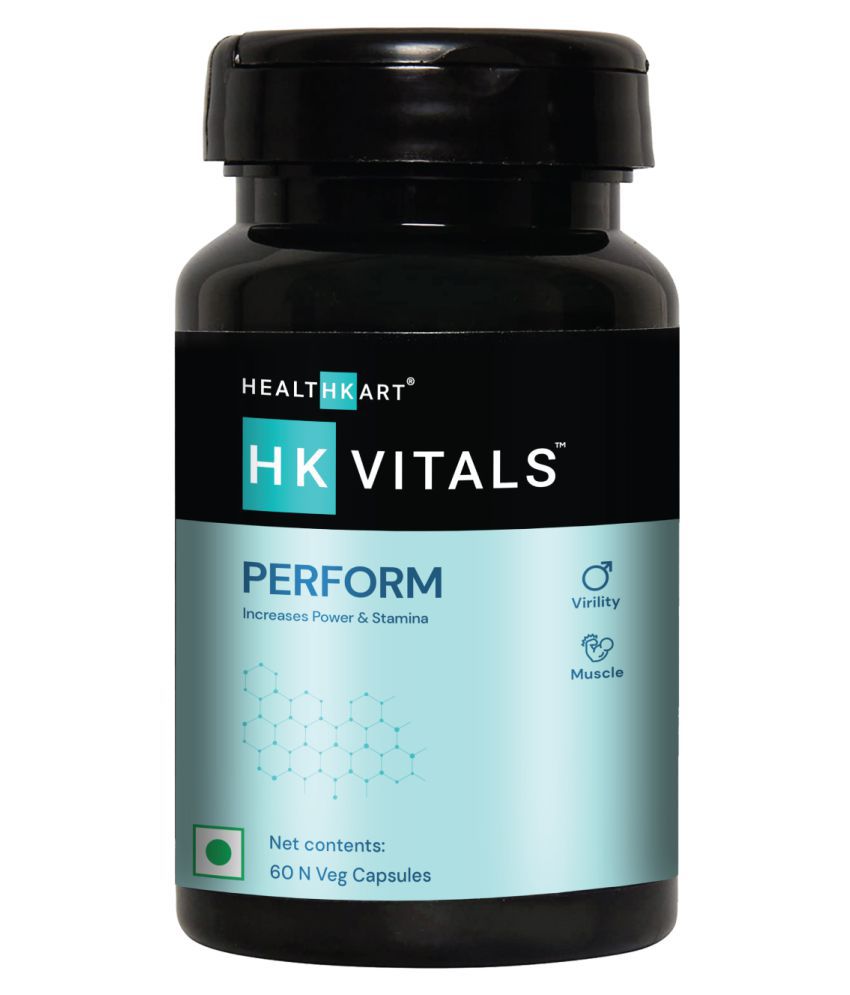 HEALTHKART®
HK VITALS™
PERFORM
Increases Power & Stamina
Virility
Muscle
Net contents:
60 N Veg Capsules